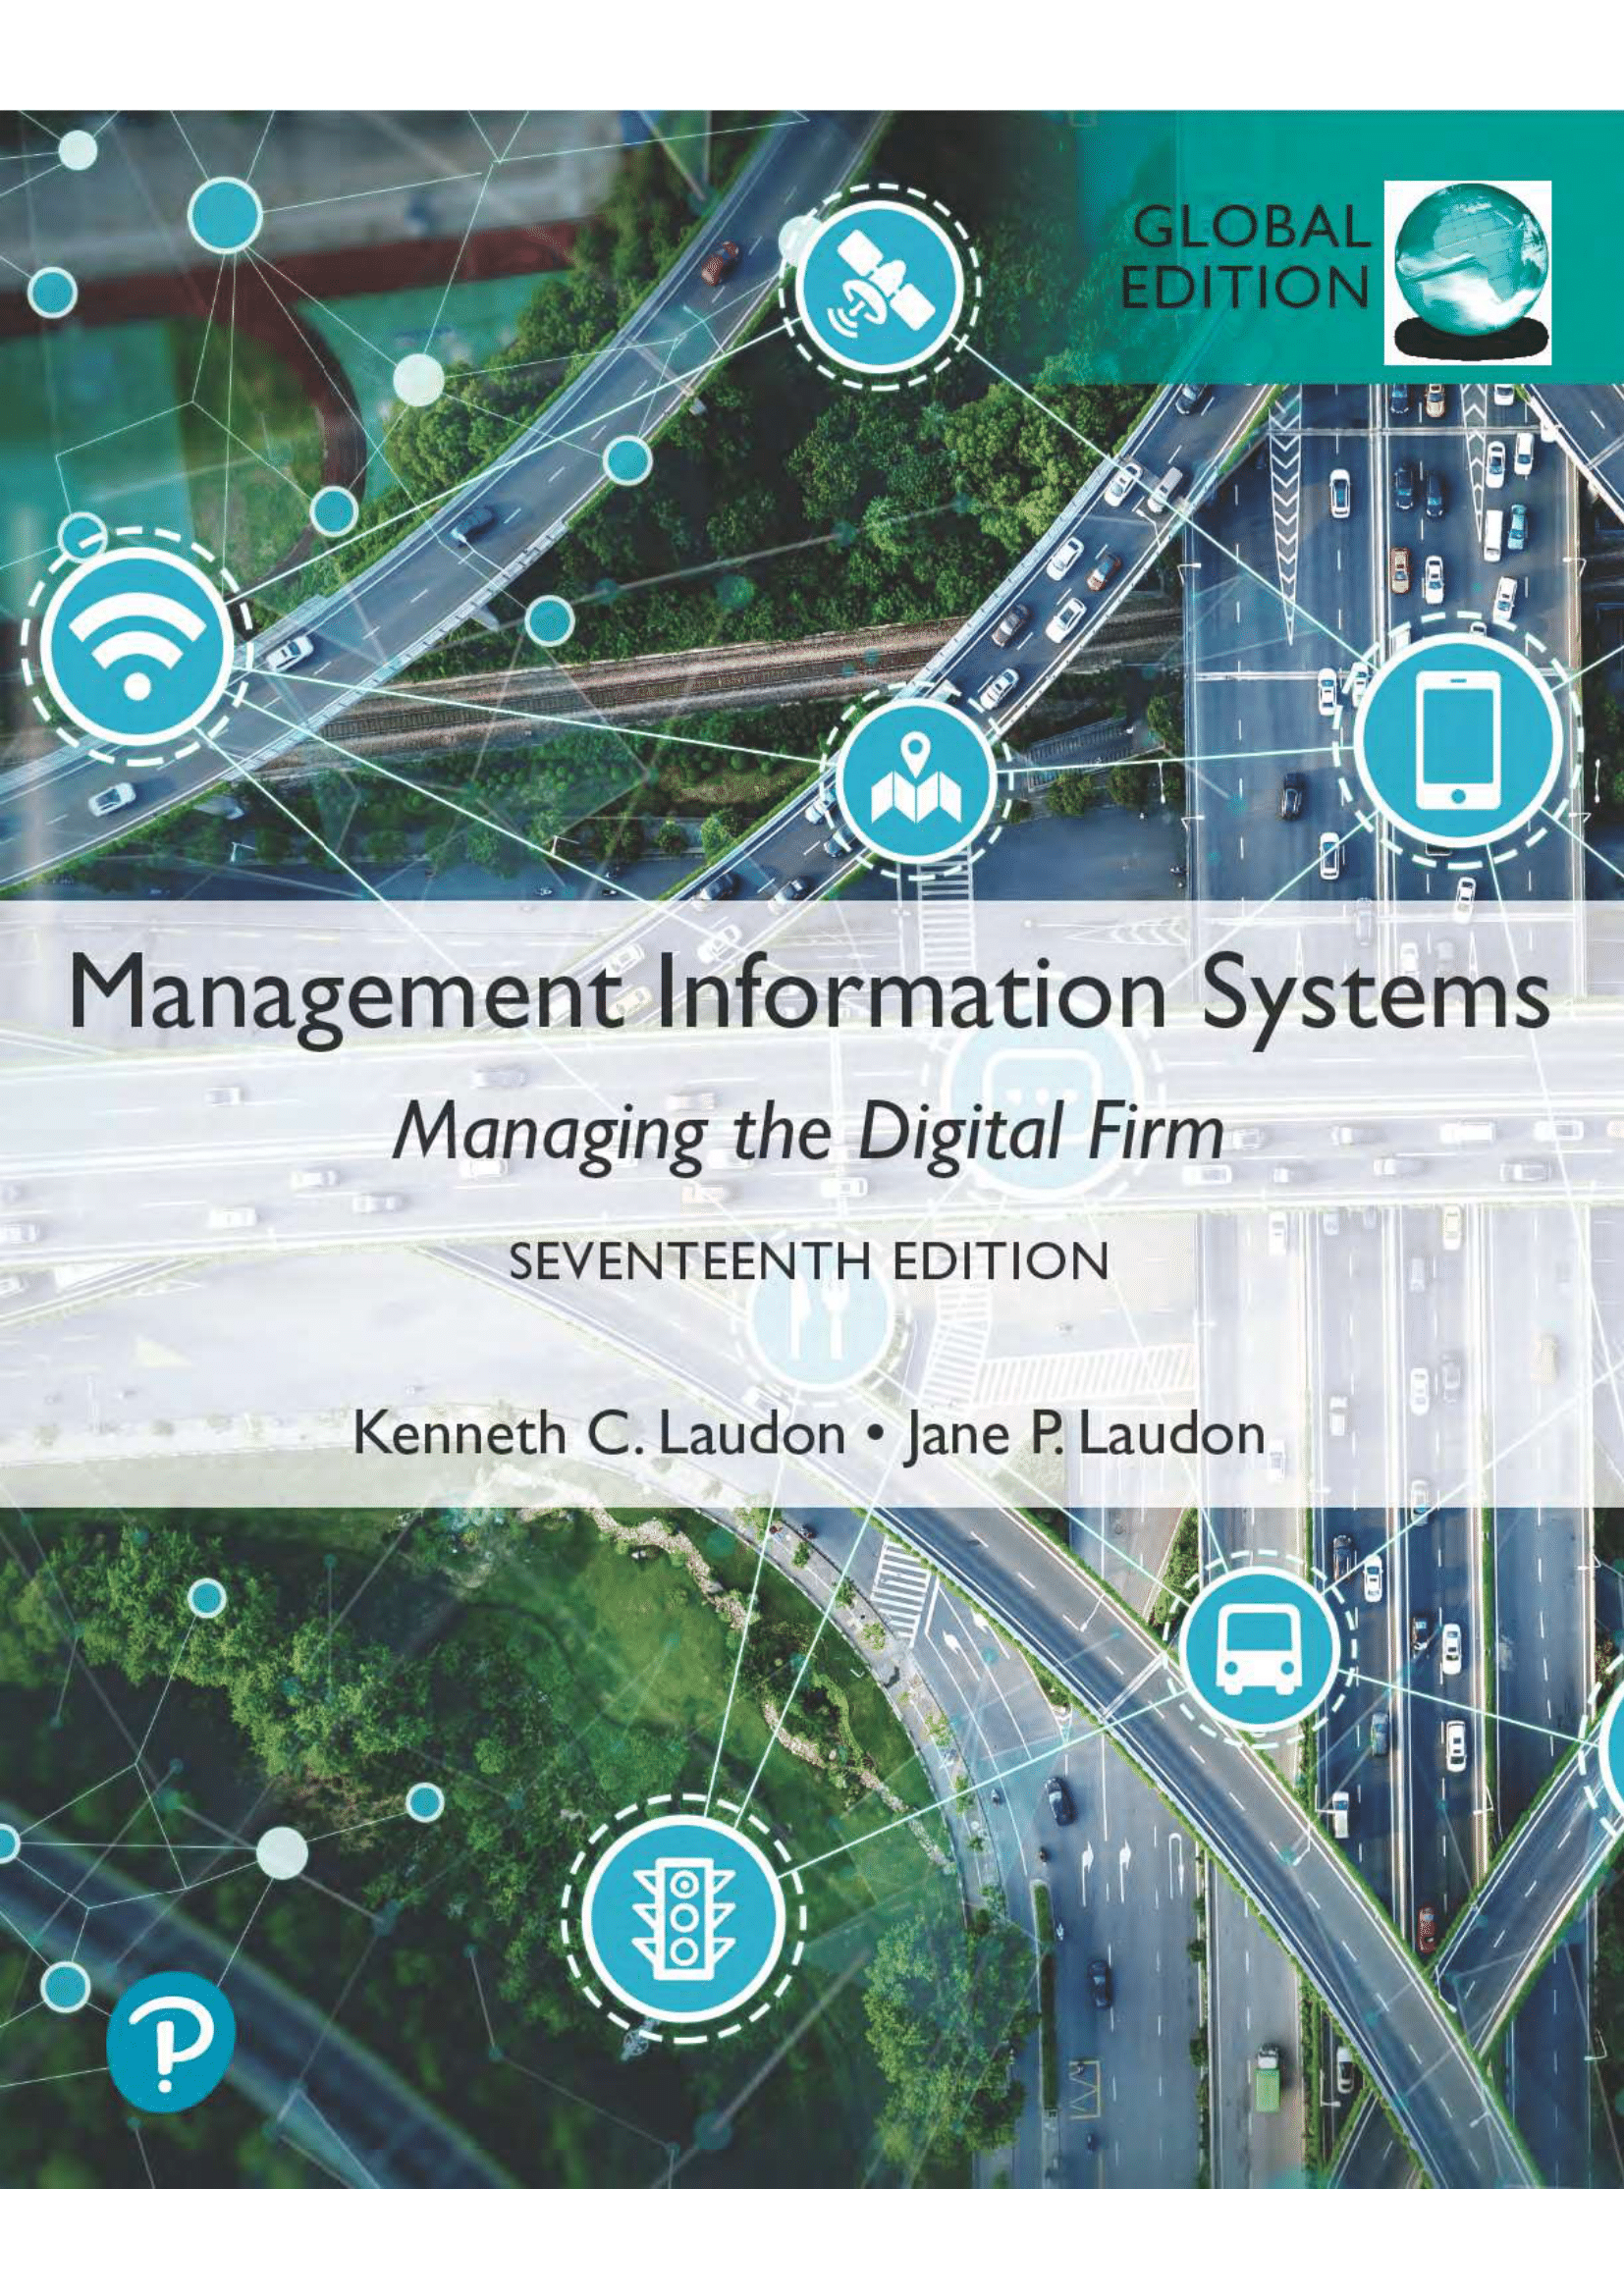 GLOBAL
EDITION
Management Information Systems
Managing the Digital Firm
SEVENTEENTH EDITION
Kenneth C. Laudon • Jane P. Laudon